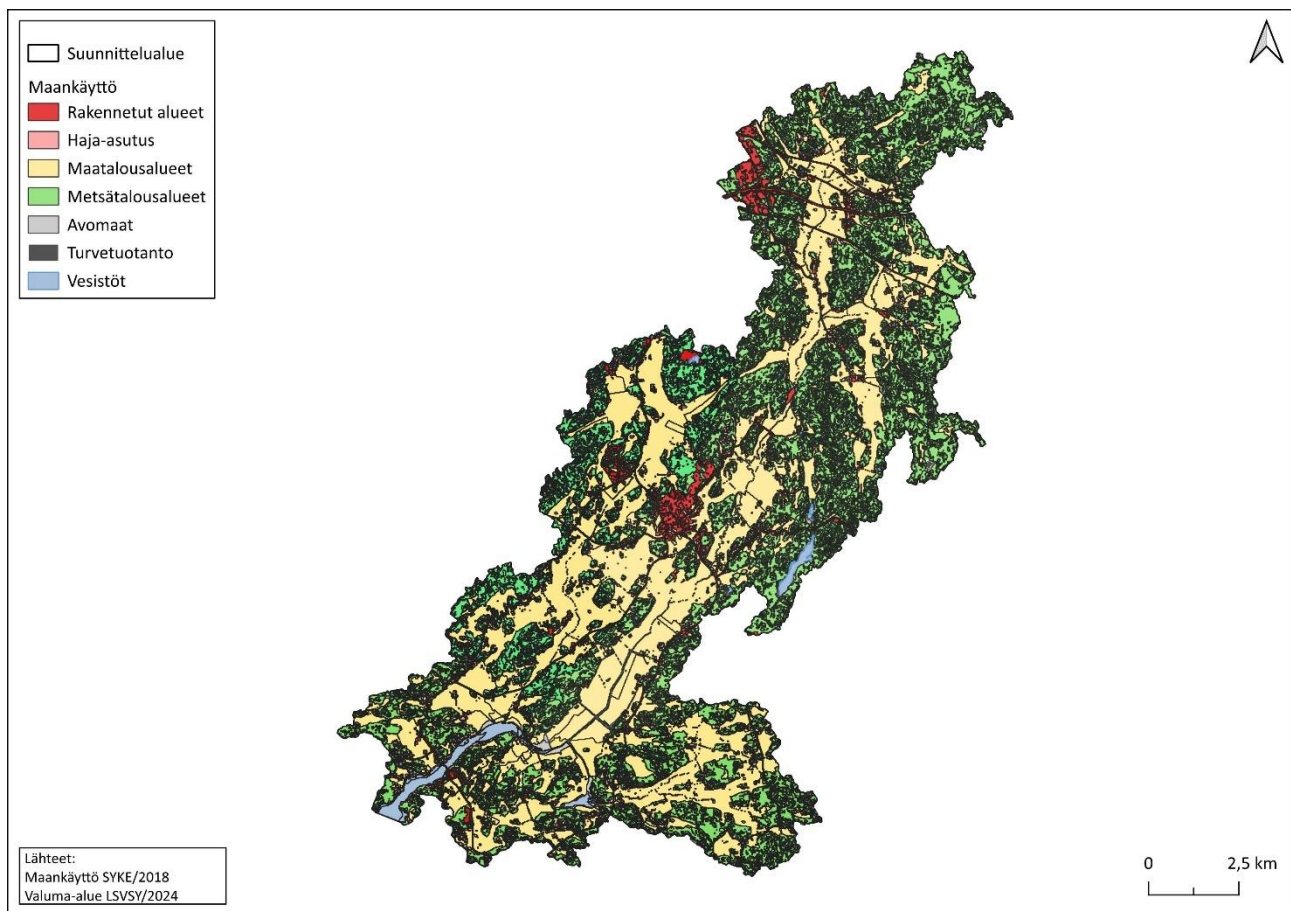 Suunnittelualue
Maankäyttö
Rakennetut alueet
Haja-asutus
Maatalousalueet
Metsätalousalueet
Avomaat
Turvetuotanto
Vesistöt
Lähteet:
Maankäyttö SYKE/2018
Valuma-alue LSVSY/2024
0 2,5 km